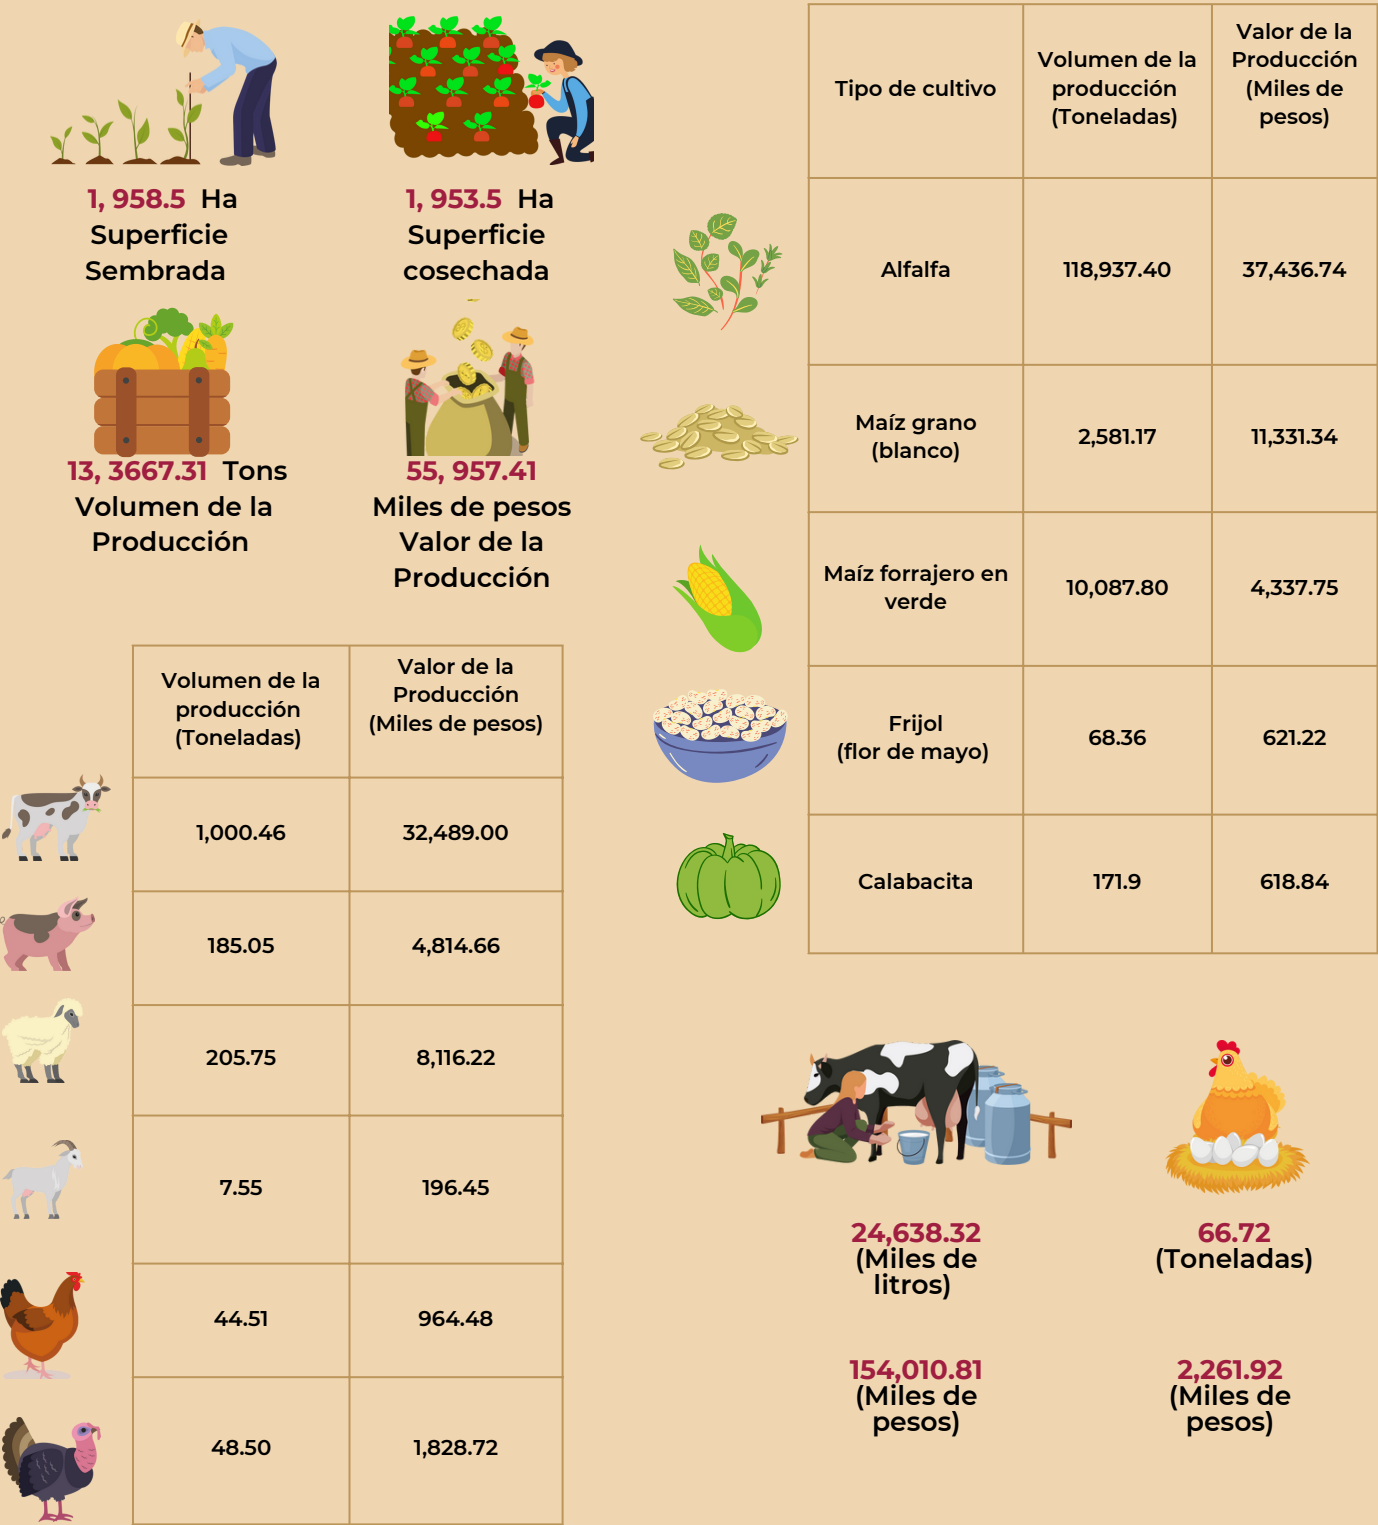 1, 958.5 Ha
Superficie
Sembrada
1, 953.5 Ha
Superficie
cosechada
13, 3667.31 Tons
Volumen de la
Producción
55, 957.41
Miles de pesos
Valor de la
Producción
Volumen de la
producción
(Toneladas)
Valor de la
Producción
(Miles de pesos)
1,000.46
32,489.00
185.05
4,814.66
205.75
8,116.22
7.55
196.45
44.51
964.48
48.50
1,828.72
Tipo de cultivo
Volumen de la
producción
(Toneladas)
Valor de la
Producción
(Miles de
pesos)
Alfalfa
118,937.40
37,436.74
Maíz grano
(blanco)
2,581.17
11,331.34
Maíz forrajero en
verde
10,087.80
4,337.75
Frijol
(flor de mayo)
68.36
621.22
Calabacita
171.9
618.84
24,638.32
(Miles de
litros)
154,010.81
(Miles de
pesos)
66.72
(Toneladas)
2,261.92
(Miles de
pesos)